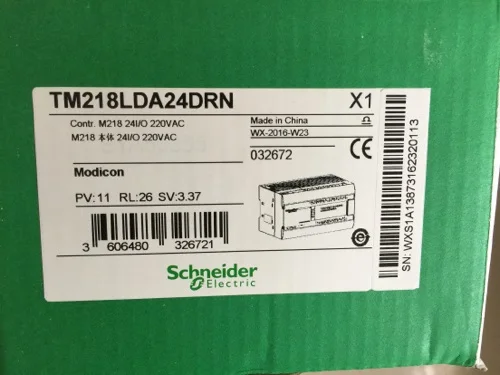 TM218LDA24DRN X1
Contr. M218 24I/O 220VAC
M218 本体 24I/O 220VAC
Made in China
WX-2016-W23
032672
CE
Modicon
PV:11 RL:26 SV:3.37
3 606480 326721
Schneider
Electric
SN: WXS1A13873162320113